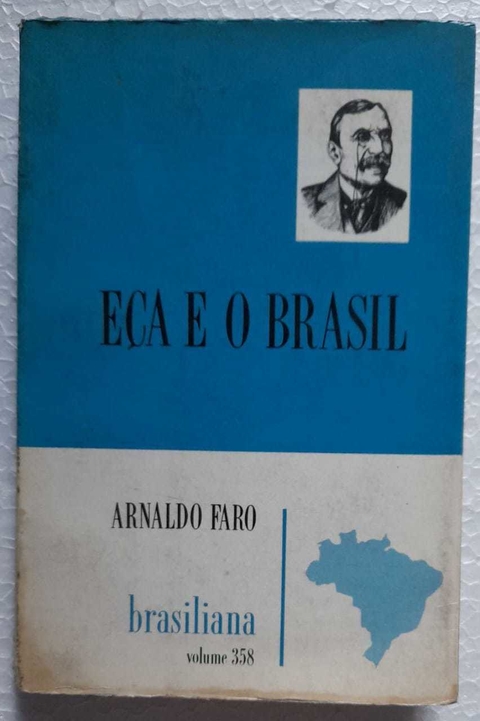 EÇA E O BRASIL
ARNALDO FARO
brasiliana
volume 358